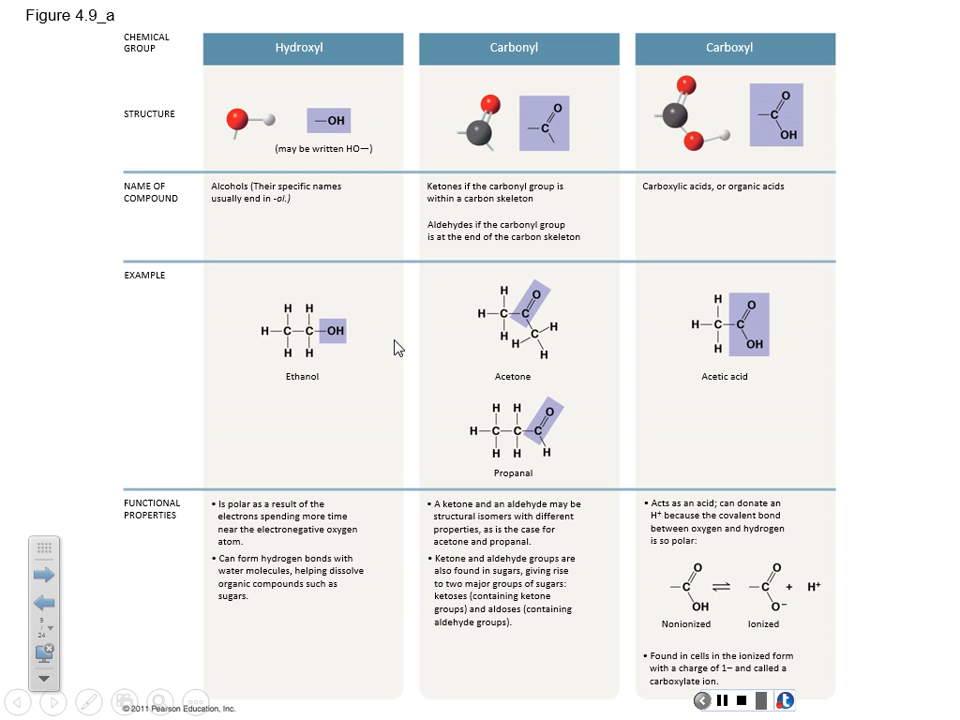 Figure 4.9_a
CHEMICAL
GROUP
Hydroxyl
Carbonyl
Carboxyl
STRUCTURE
—OH
(may be written HO—)
O
C
O
C
OH
NAME OF
COMPOUND
Alcohols (Their specific names
usually end in -ol.)
Ketones if the carbonyl group is
within a carbon skeleton
Aldehydes if the carbonyl group
is at the end of the carbon skeleton
Carboxylic acids, or organic acids
EXAMPLE
H H
H—C—C—OH
H H
Ethanol
H O
H—C—C
H C—H
H H
Acetone
H H O
H—C—C—C
H H H
Propanal
H O
H—C—C
H OH
Acetic acid
FUNCTIONAL
PROPERTIES
• Is polar as a result of the
electrons spending more time
near the electronegative oxygen
atom.
• Can form hydrogen bonds with
water molecules, helping dissolve
organic compounds such as
sugars.
• A ketone and an aldehyde may be
structural isomers with different
properties, as is the case for
acetone and propanal.
• Ketone and aldehyde groups are
also found in sugars, giving rise
to two major groups of sugars:
ketoses (containing ketone
groups) and aldoses (containing
aldehyde groups).
• Acts as an acid; can donate an
H⁺ because the covalent bond
between oxygen and hydrogen
is so polar:
O O
—C ⇌ —C + H⁺
OH O⁻
Nonionized Ionized
• Found in cells in the ionized form
with a charge of 1– and called a
carboxylate ion.
9
/
24
© 2011 Pearson Education, Inc.
t